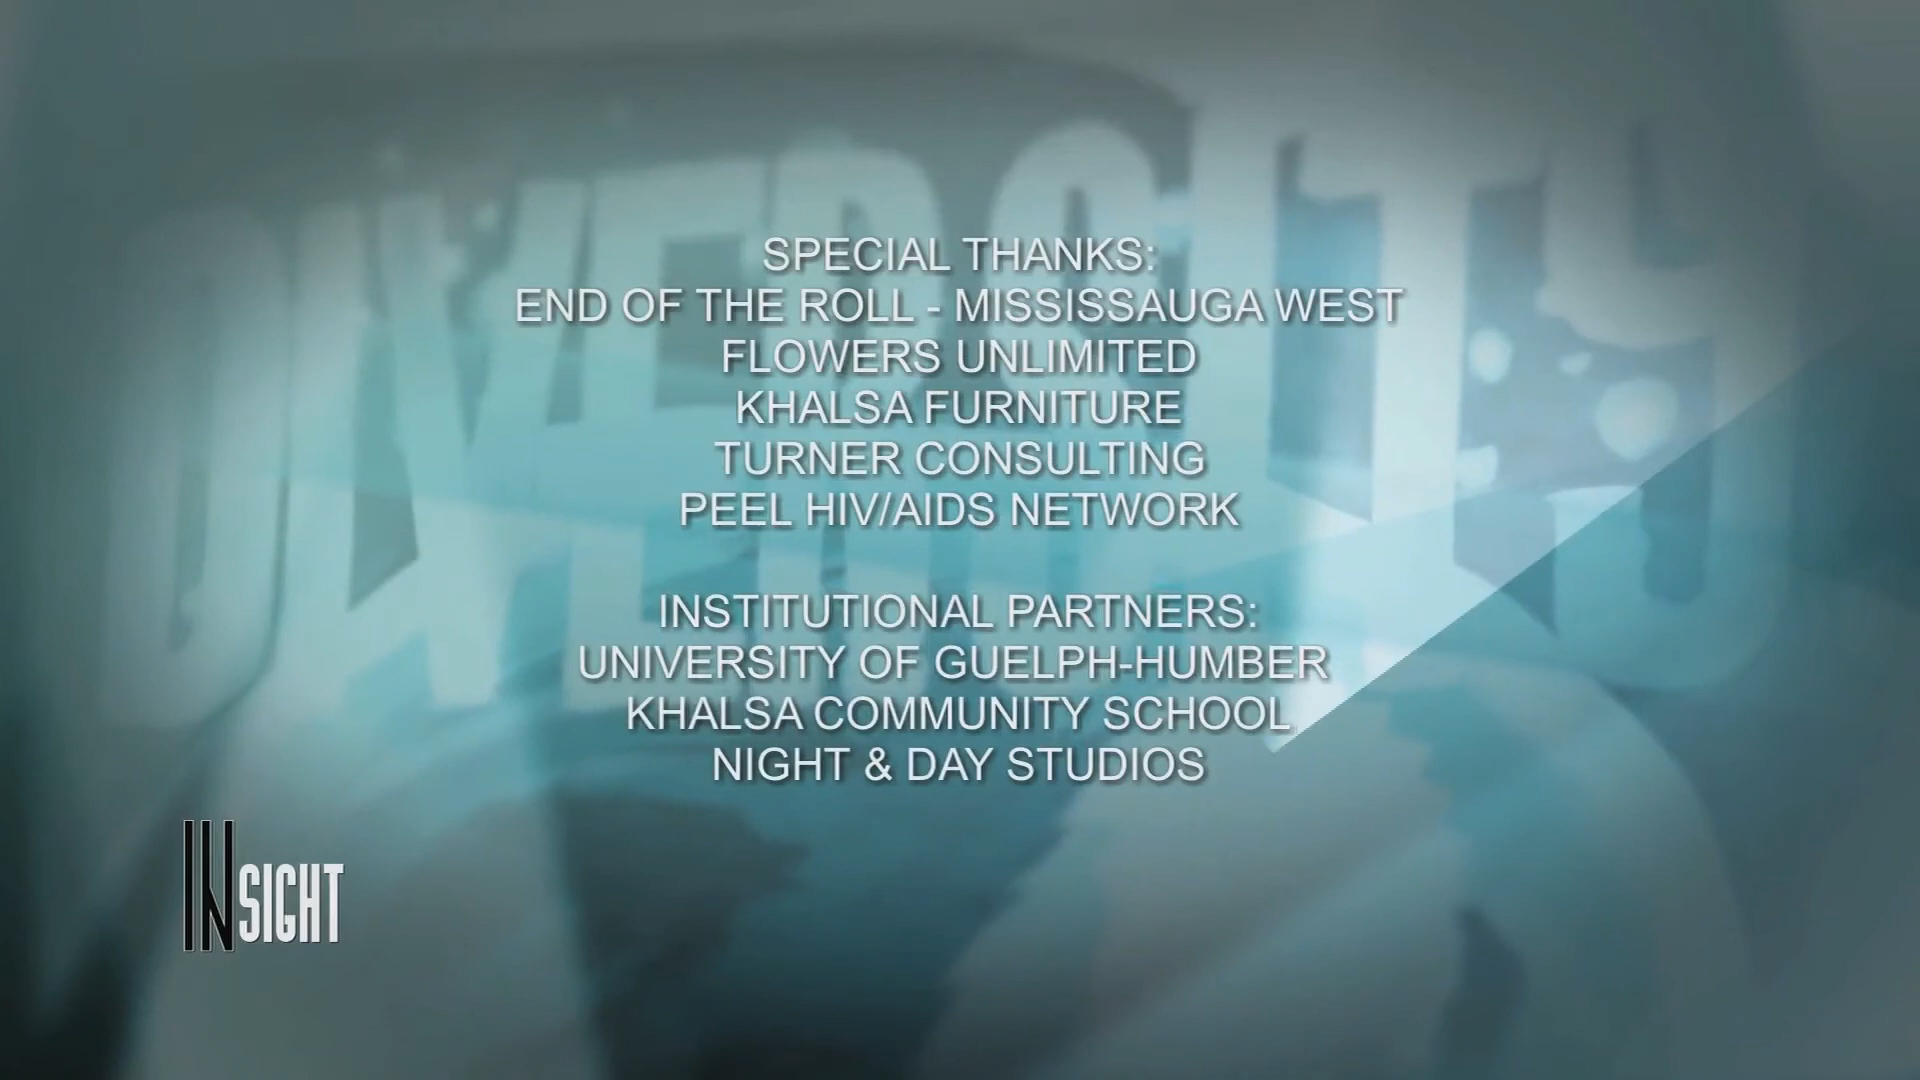 DIVERSITY
SPECIAL THANKS:
END OF THE ROLL - MISSISSAUGA WEST
FLOWERS UNLIMITED
KHALSA FURNITURE
TURNER CONSULTING
PEEL HIV/AIDS NETWORK
INSTITUTIONAL PARTNERS:
UNIVERSITY OF GUELPH-HUMBER
KHALSA COMMUNITY SCHOOL
NIGHT & DAY STUDIOS
INSIGHT